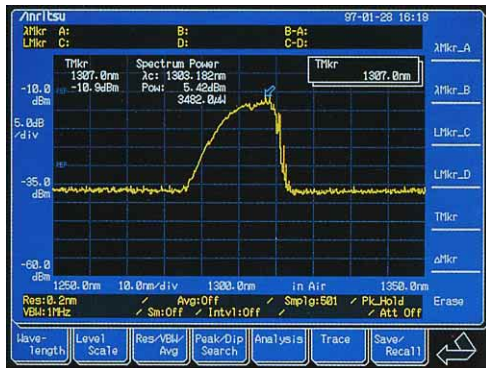 Anritsu 97-01-28 16:18
λMkr A: B: B-A:
LMkr C: D: C-D:
λMkr_A
TMkr Spectrum Power TMkr
1307.0nm λc: 1303.182nm 1307.0nm
-10.9dBm Pow: 5.42dBm
3482.0μW
-10.0
dBm
λMkr_B
5.0dB
/div
LMkr_C
REF
-35.0
dBm
LMkr_D
TMkr
ΔMkr
-60.0
dBm
1250.0nm 10.0nm/div 1300.0nm in Air 1350.0nm
Res:0.2nm / Avg:Off / Smplg:501 / Pk_Hold
VBW:1MHz / Sm:Off / Intvl:Off / / Att Off
Erase
Wave-length
Level Scale
Res/VBW/Avg
Peak/Dip Search
Analysis
Trace
Save/Recall